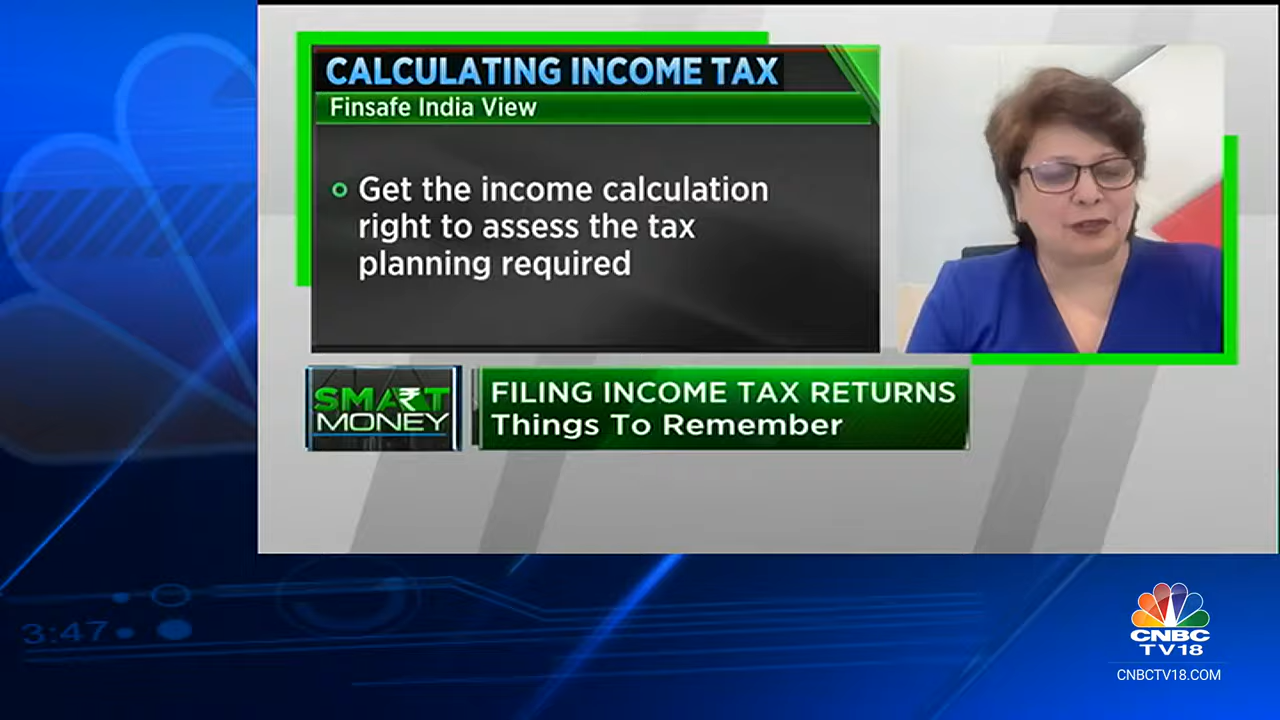 CALCULATING INCOME TAX
Finsafe India View
Get the income calculation
right to assess the tax
planning required
SMA₹T
MONEY
FILING INCOME TAX RETURNS
Things To Remember
3:47
CNBC
TV18
CNBCTV18.COM